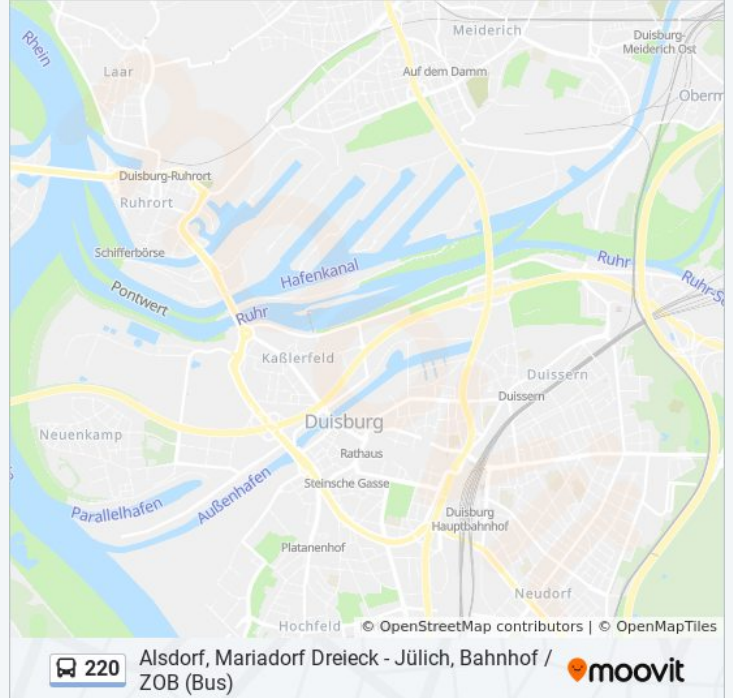 Rhein
Meiderich
Duisburg-
Meiderich Ost
Laar
Auf dem Damm
Oberm
Duisburg-Ruhrort
Ruhrort
Schifferbörse
Hafenkanal
Ruhr
Pontwert
Ruhr
Kaßlerfeld
Duissern
Duissern
Duisburg
Neuenkamp
Rathaus
Steinsche Gasse
Außenhafen
Parallelhafen
Duisburg
Hauptbahnhof
Platanenhof
Neudorf
Hochfeld
© OpenStreetMap contributors | © OpenMapTiles
220
Alsdorf, Mariadorf Dreieck - Jülich, Bahnhof /
ZOB (Bus)
moovit